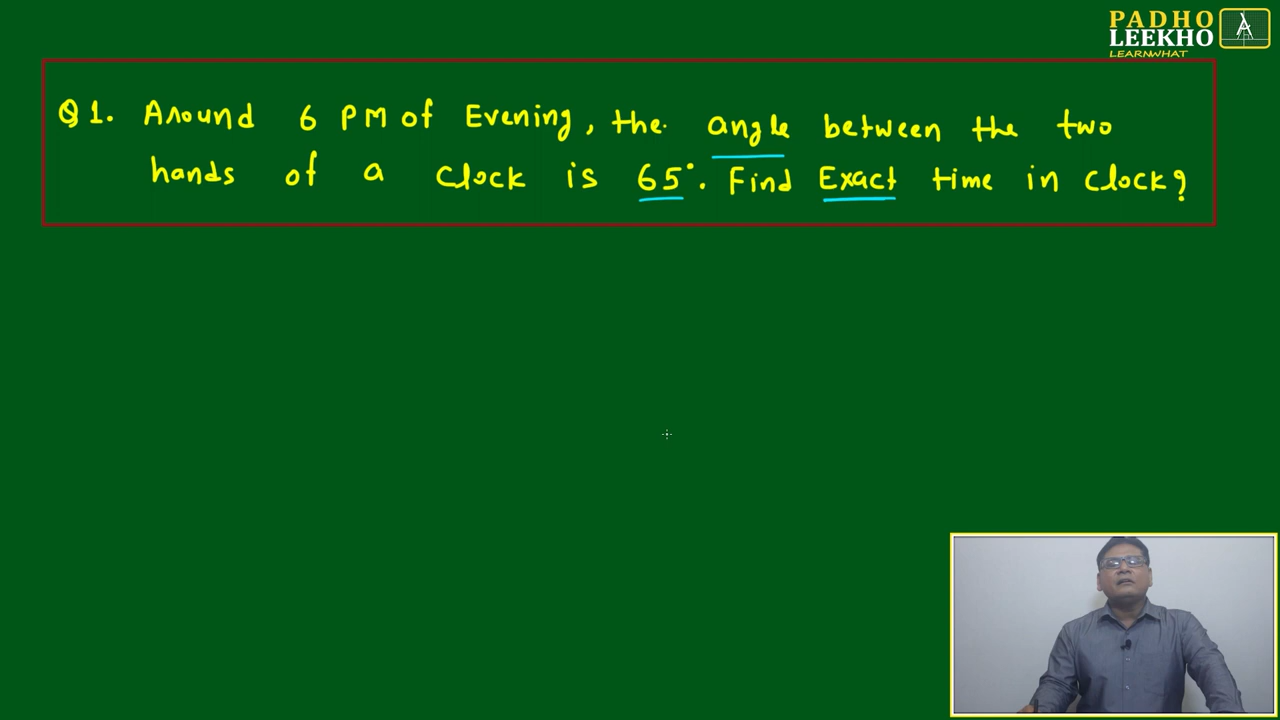 PADHO
LEEKHO
LEARNWHAT
Q1. Around 6 PM of Evening, the angle between the two
hands of a clock is 65°. Find Exact time in clock?